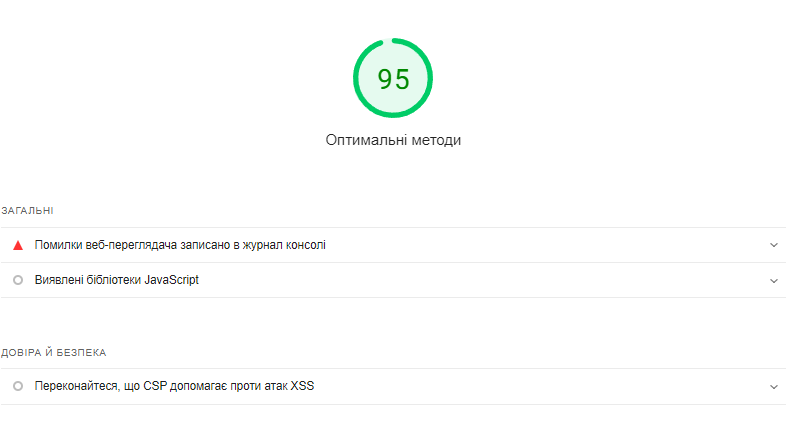 95
Оптимальні методи
ЗАГАЛЬНІ
Помилки веб-переглядача записано в журнал консолі
Виявлені бібліотеки JavaScript
ДОВІРА Й БЕЗПЕКА
Переконайтеся, що CSP допомагає проти атак XSS